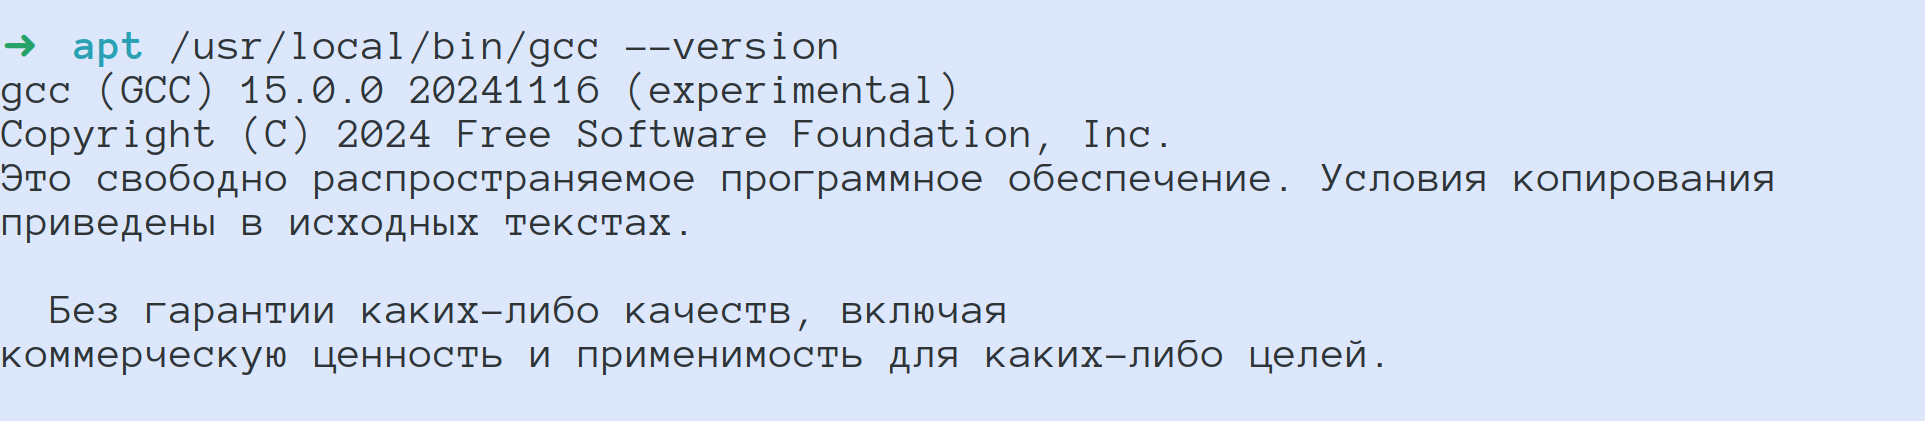 ➜ apt /usr/local/bin/gcc --version
gcc (GCC) 15.0.0 20241116 (experimental)
Copyright (C) 2024 Free Software Foundation, Inc.
Это свободно распространяемое программное обеспечение. Условия копирования
приведены в исходных текстах.
Без гарантии каких-либо качеств, включая
коммерческую ценность и применимость для каких-либо целей.